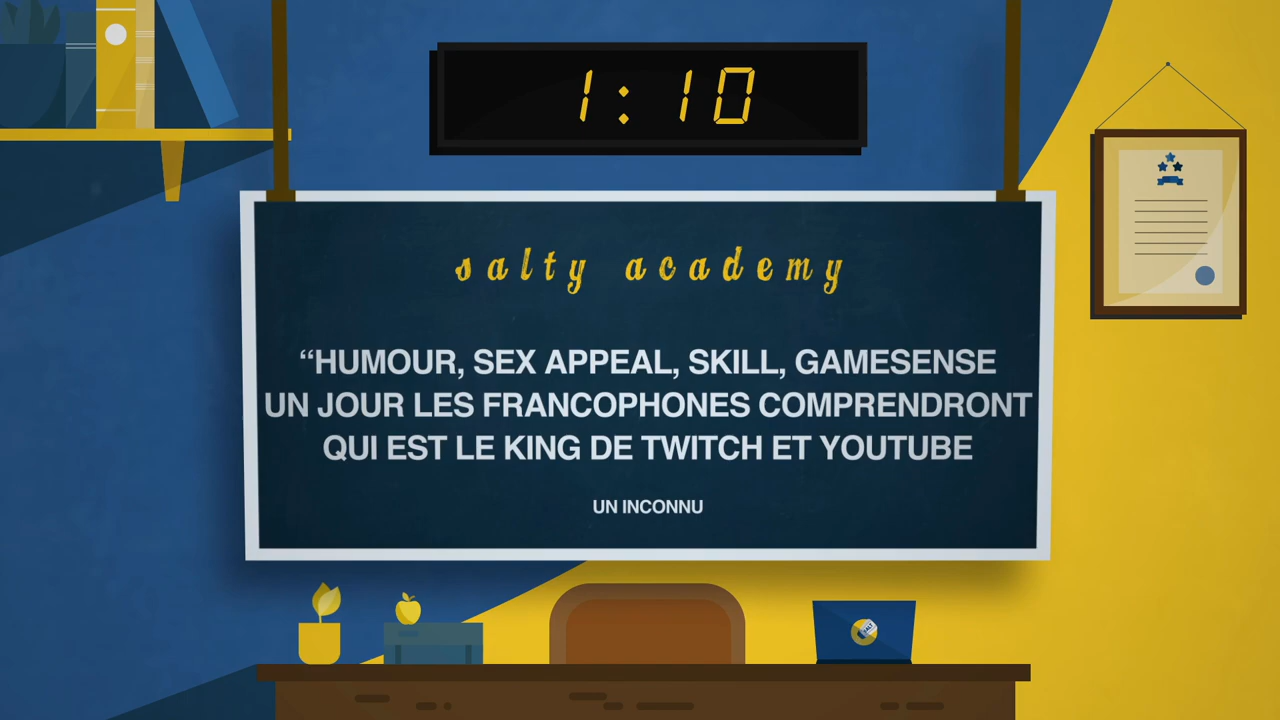 1:10
salty academy
“HUMOUR, SEX APPEAL, SKILL, GAMESENSE
UN JOUR LES FRANCOPHONES COMPRENDRONT
QUI EST LE KING DE TWITCH ET YOUTUBE
UN INCONNU